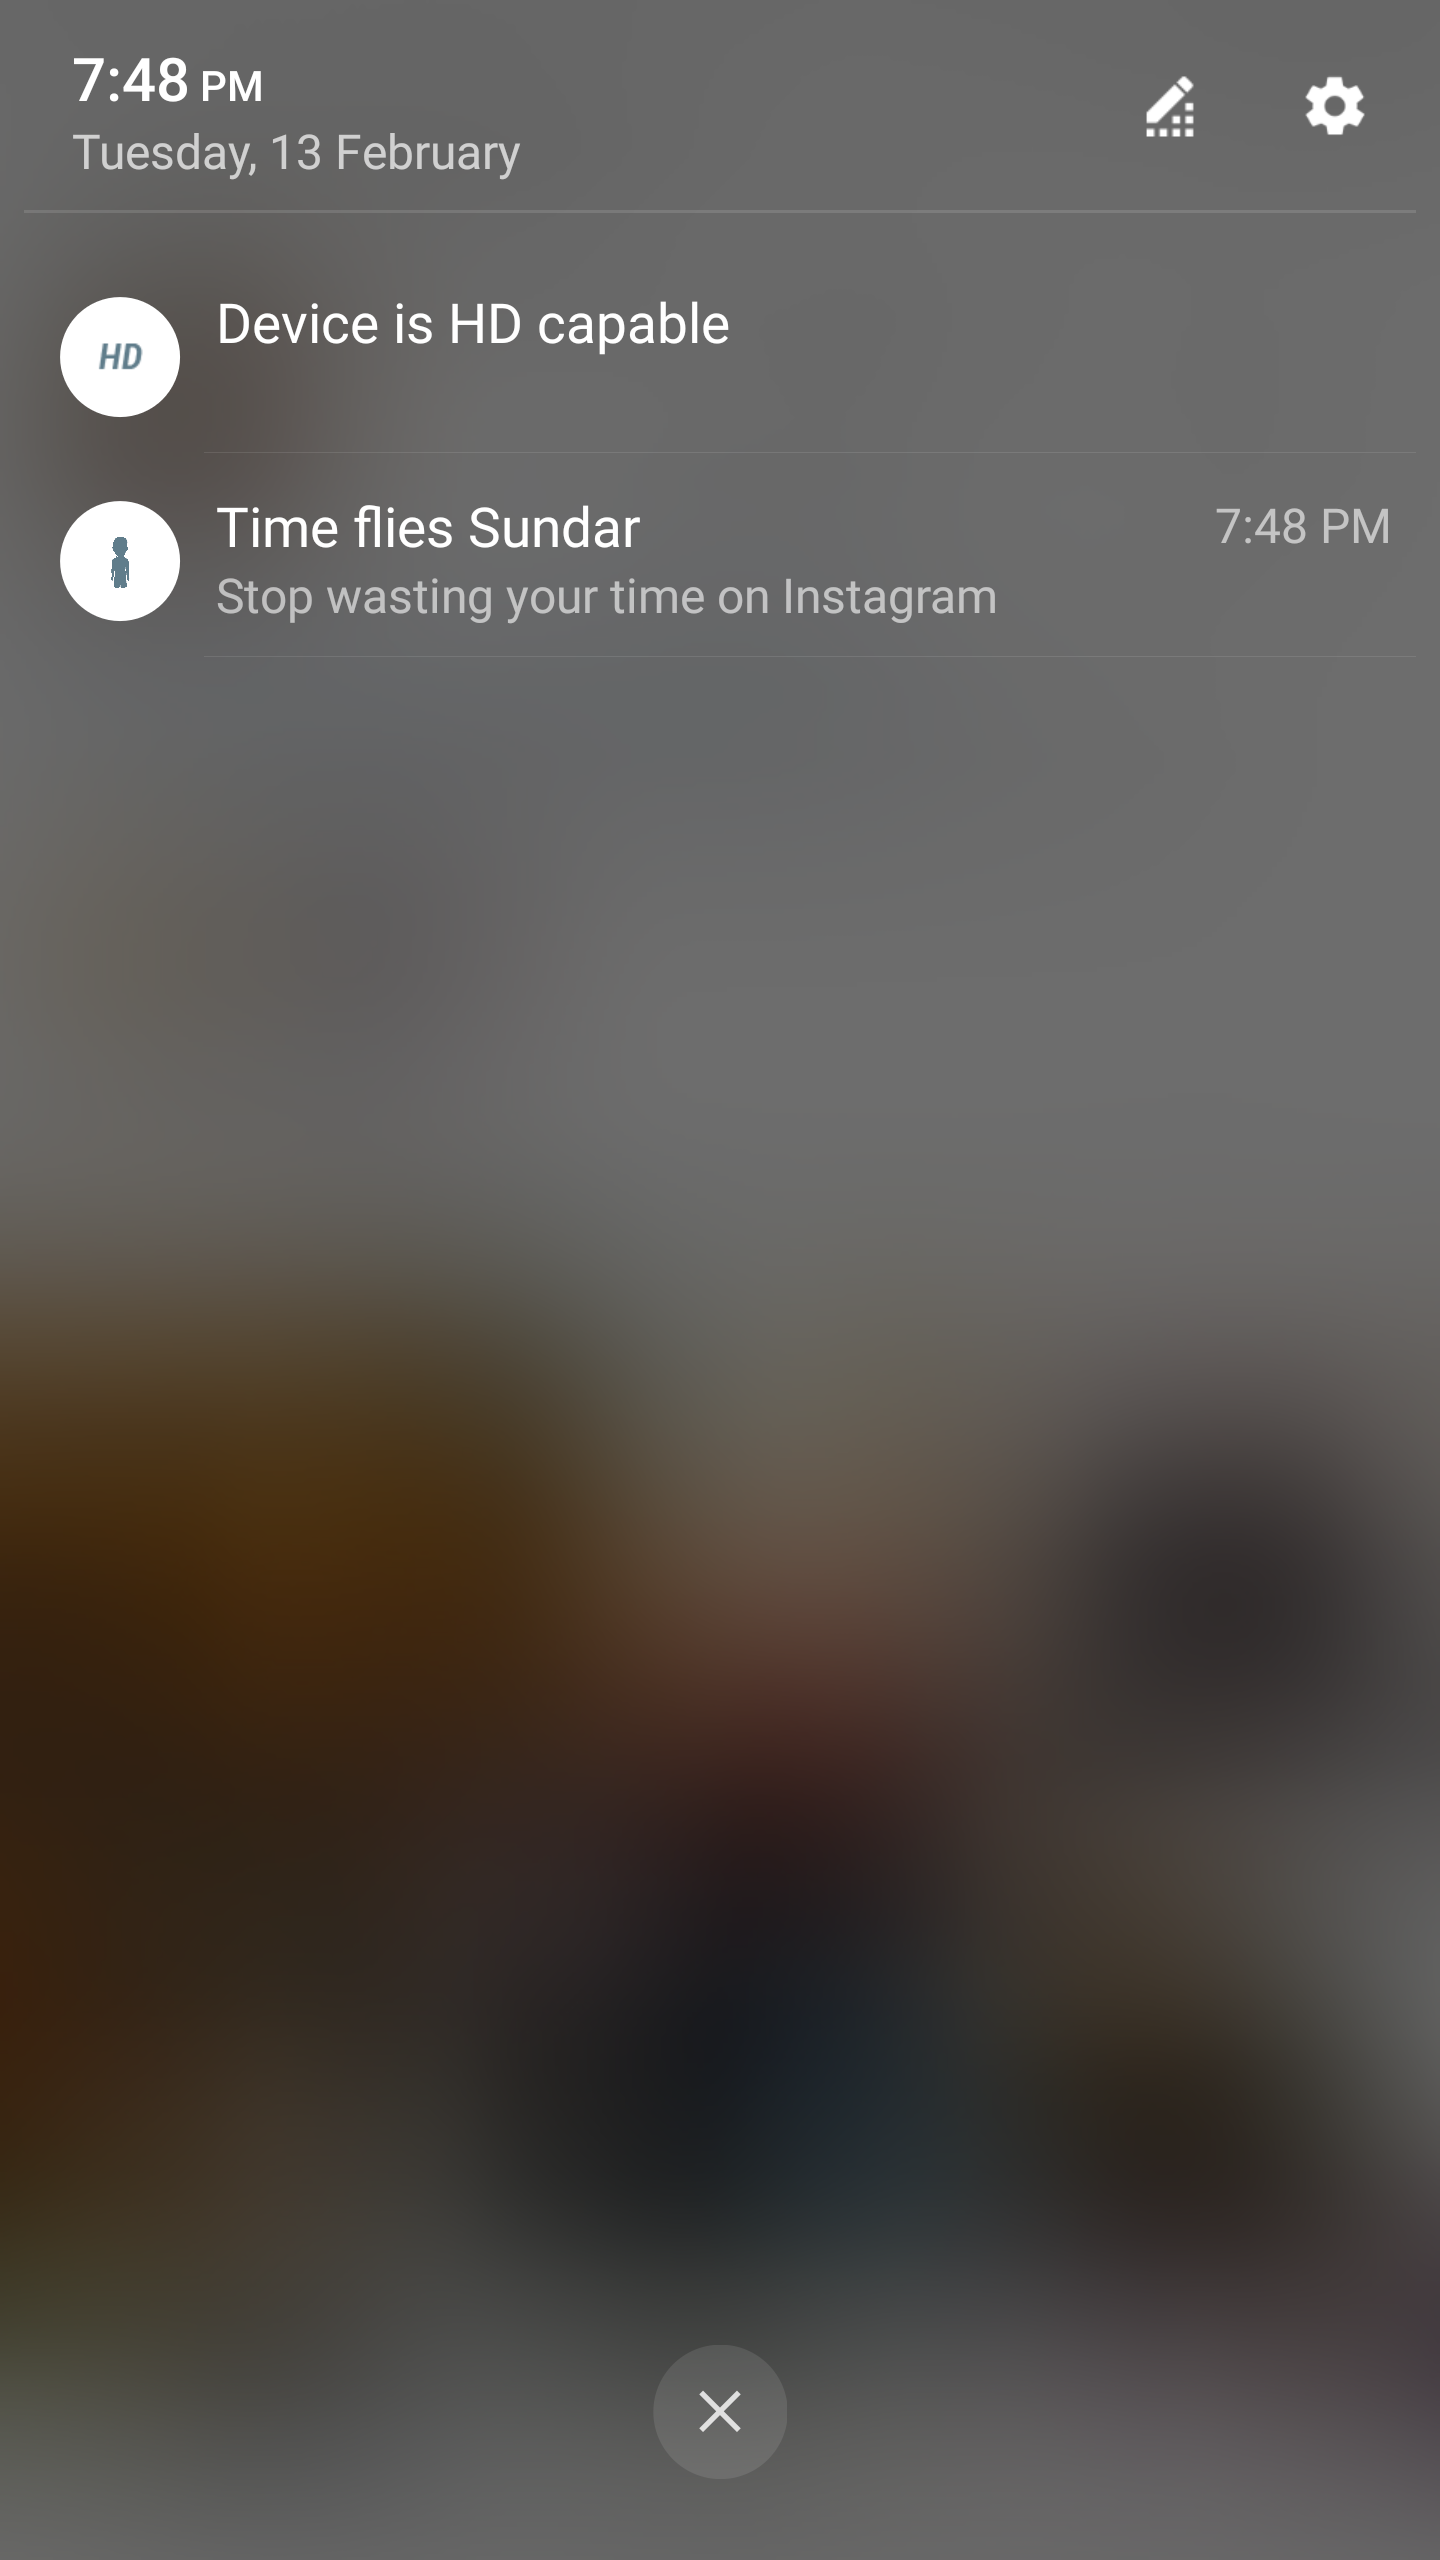 7:48 PM
Tuesday, 13 February
HD
Device is HD capable
Time flies Sundar
7:48 PM
Stop wasting your time on Instagram